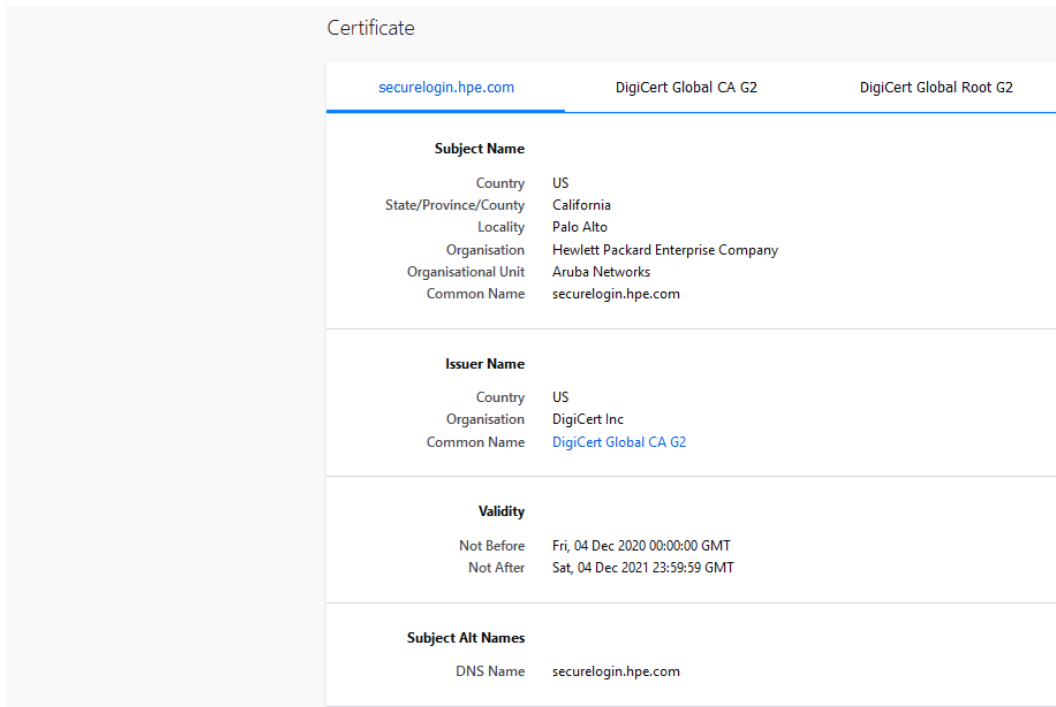 Certificate
securelogin.hpe.com DigiCert Global CA G2 DigiCert Global Root G2
Subject Name
Country US
State/Province/County California
Locality Palo Alto
Organisation Hewlett Packard Enterprise Company
Organisational Unit Aruba Networks
Common Name securelogin.hpe.com
Issuer Name
Country US
Organisation DigiCert Inc
Common Name DigiCert Global CA G2
Validity
Not Before Fri, 04 Dec 2020 00:00:00 GMT
Not After Sat, 04 Dec 2021 23:59:59 GMT
Subject Alt Names
DNS Name securelogin.hpe.com